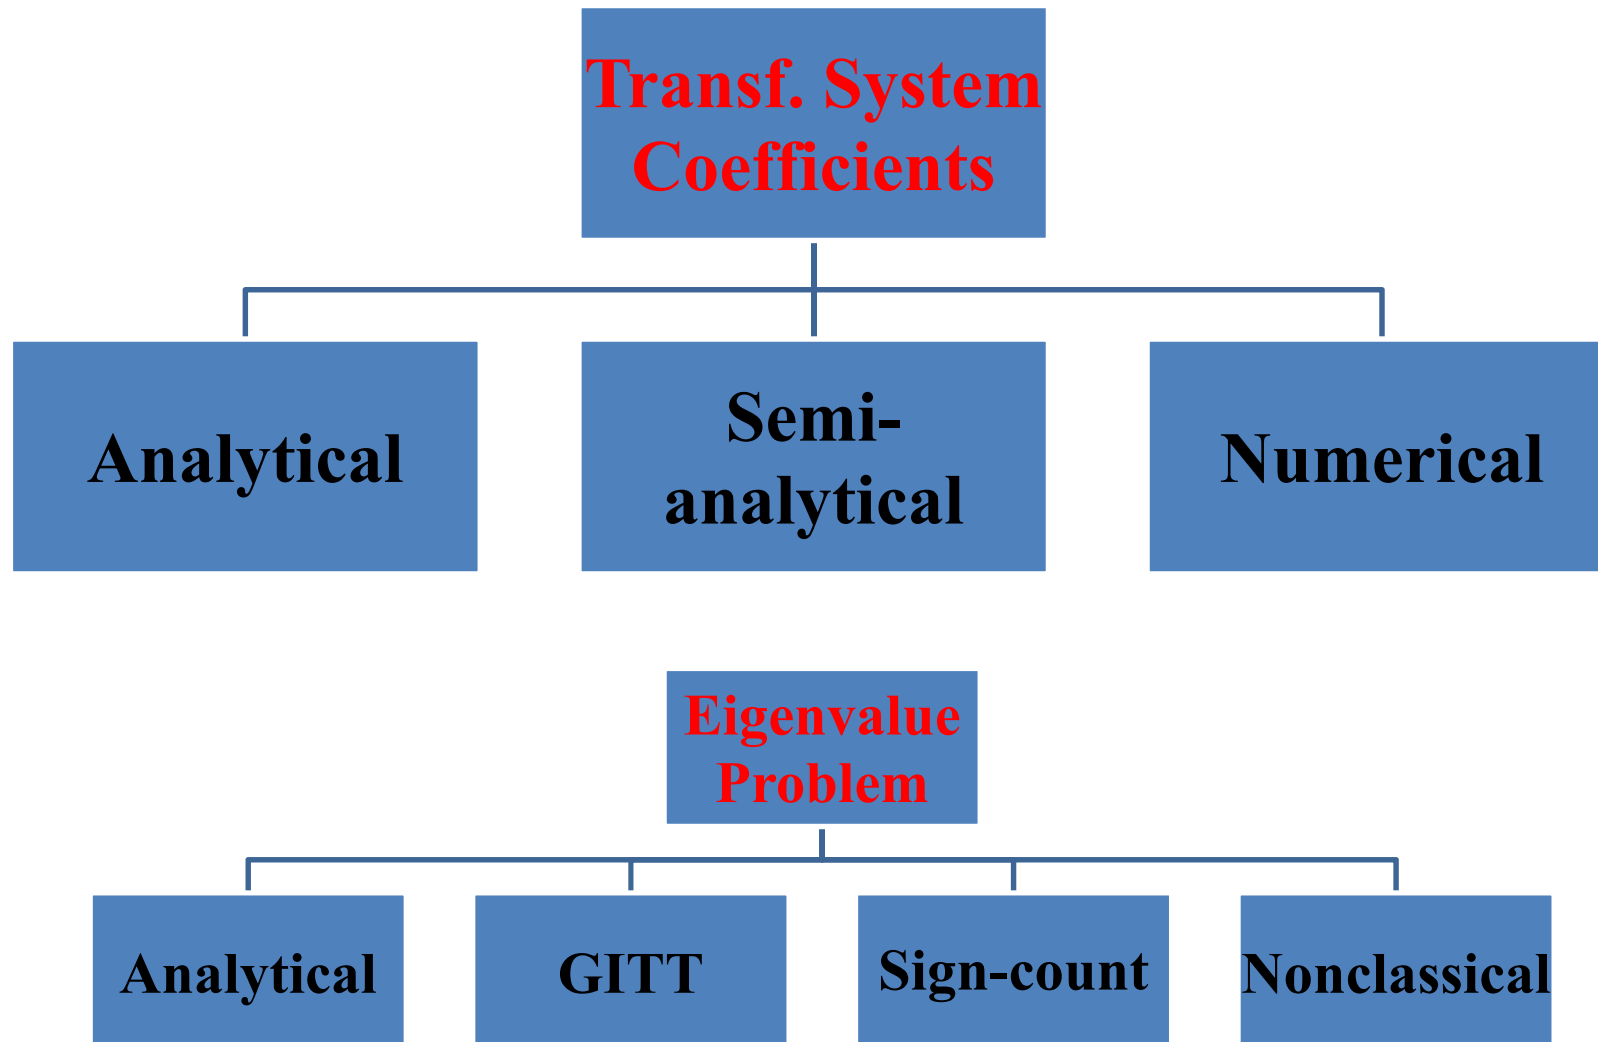 Transf. System
Coefficients
Analytical
Semi-
analytical
Numerical
Eigenvalue
Problem
Analytical
GITT
Sign-count
Nonclassical